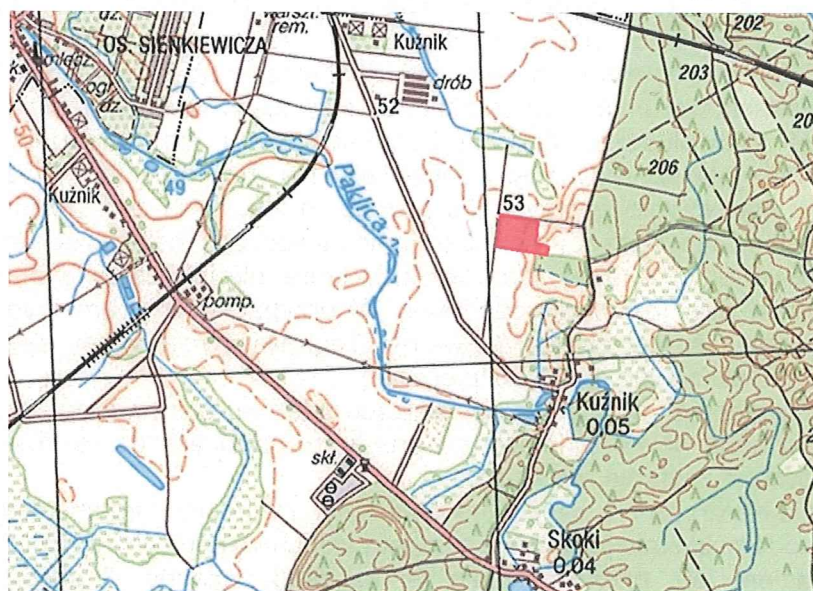 rem.
OS. SIENKIEWICZA
Kuźnik
202
203
drób
52
ogr.
dz.
50
49
206
Kuźnik
Paklica
53
pomp.
Kuźnik
0.05
skł.
Skoki
0.04